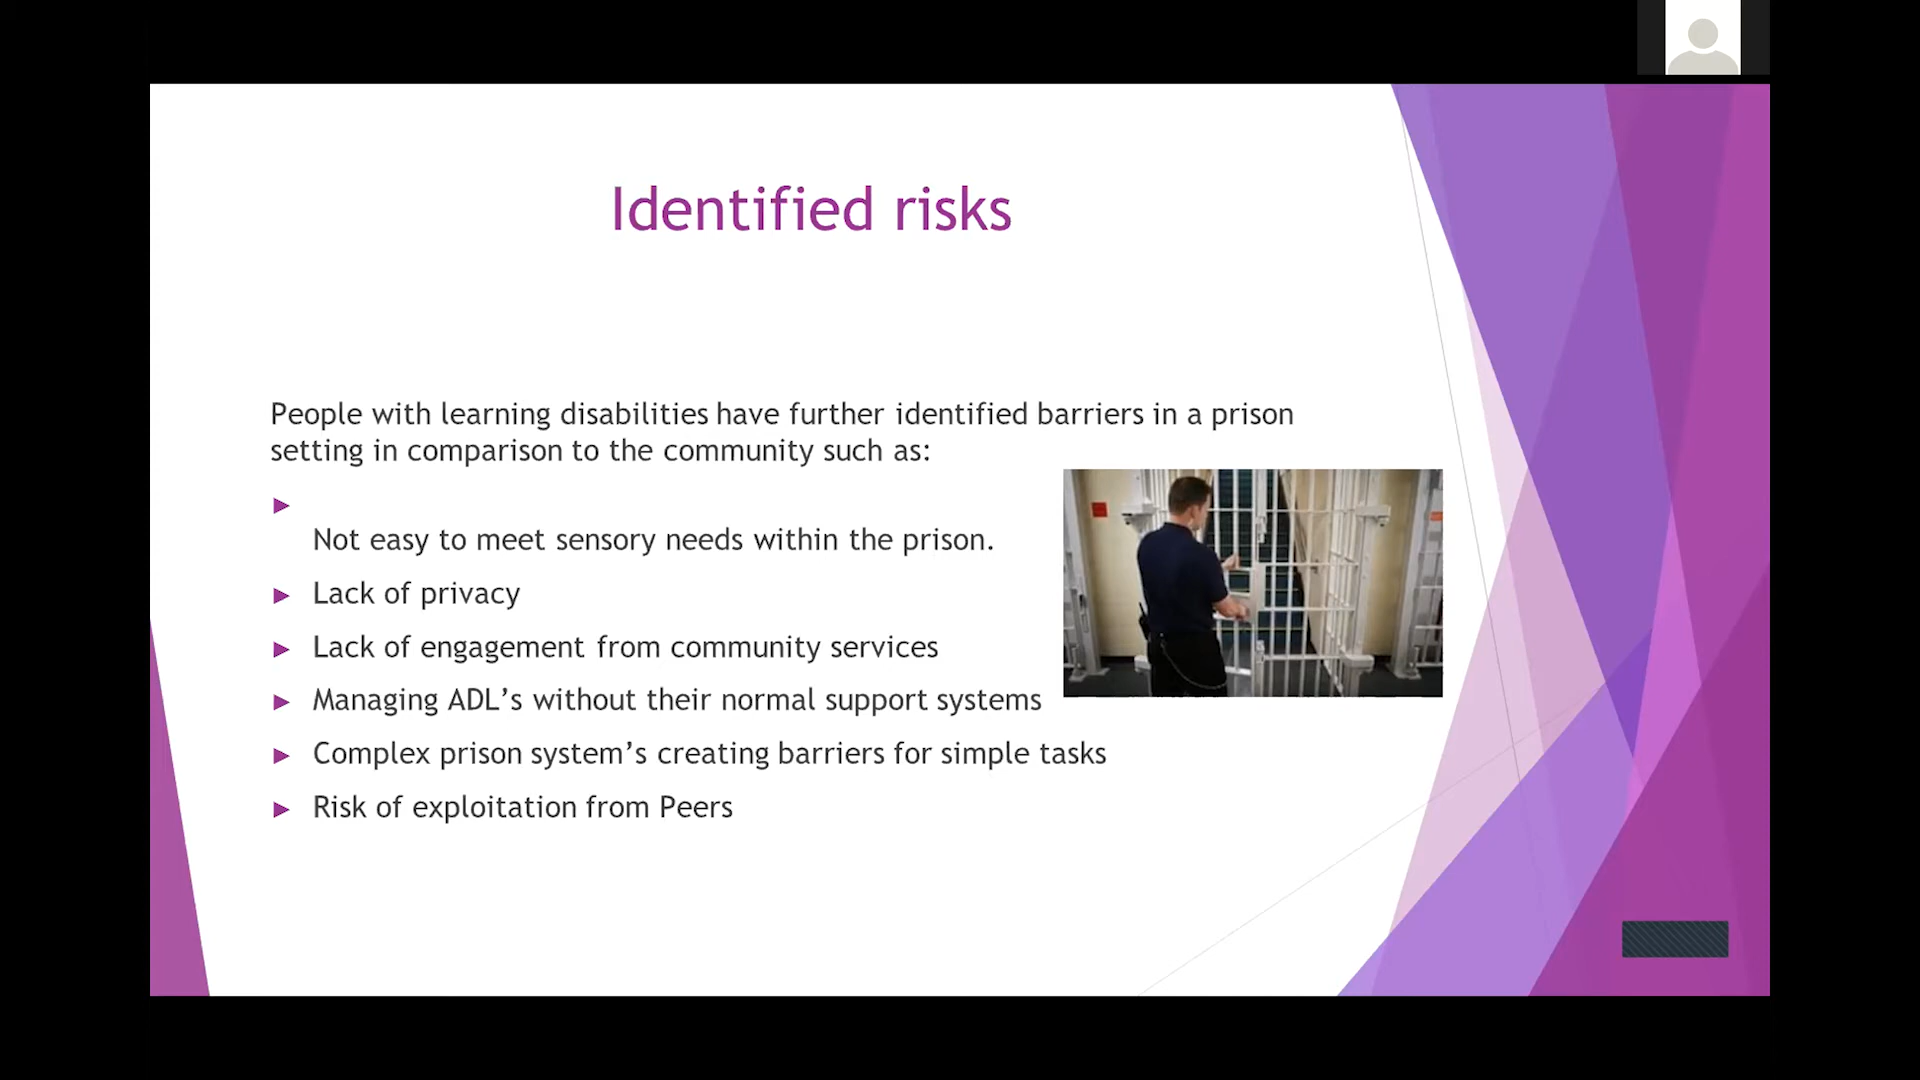 Identified risks
People with learning disabilities have further identified barriers in a prison
setting in comparison to the community such as:
Not easy to meet sensory needs within the prison.
Lack of privacy
Lack of engagement from community services
Managing ADL’s without their normal support systems
Complex prison system’s creating barriers for simple tasks
Risk of exploitation from Peers